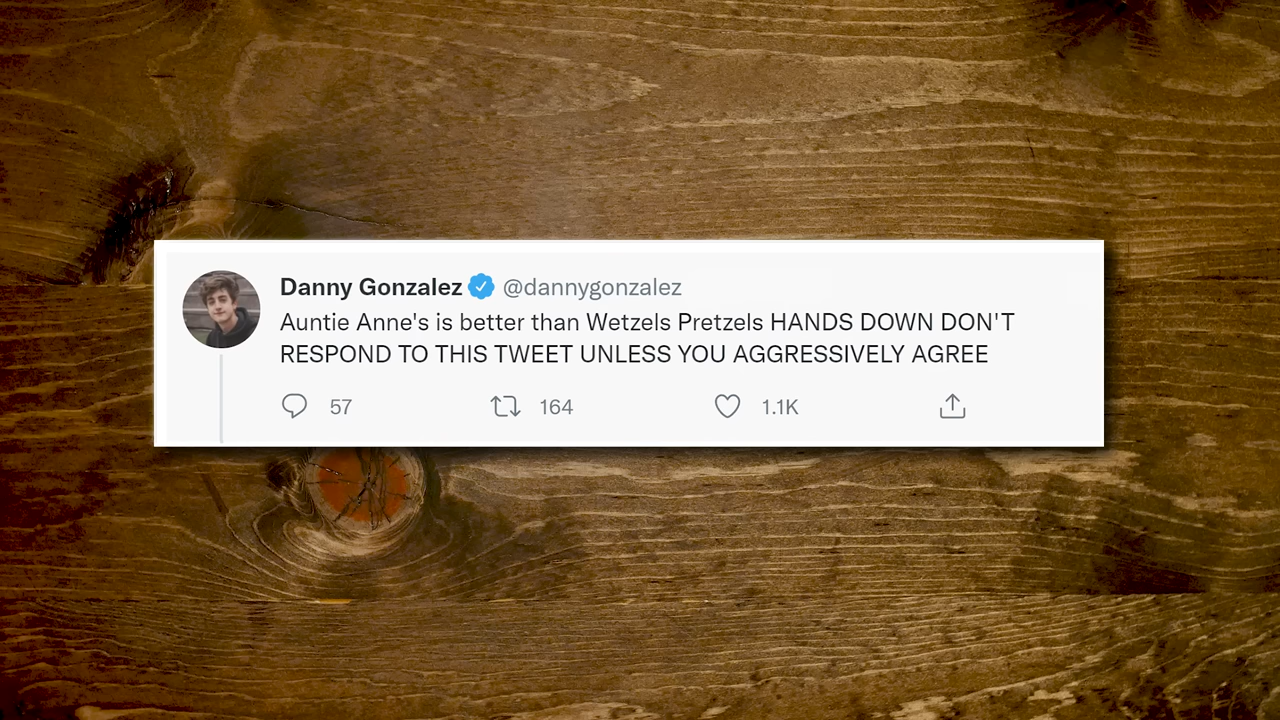 Danny Gonzalez @dannygonzalez
Auntie Anne's is better than Wetzels Pretzels HANDS DOWN DON'T
RESPOND TO THIS TWEET UNLESS YOU AGGRESSIVELY AGREE
57 164 1.1K